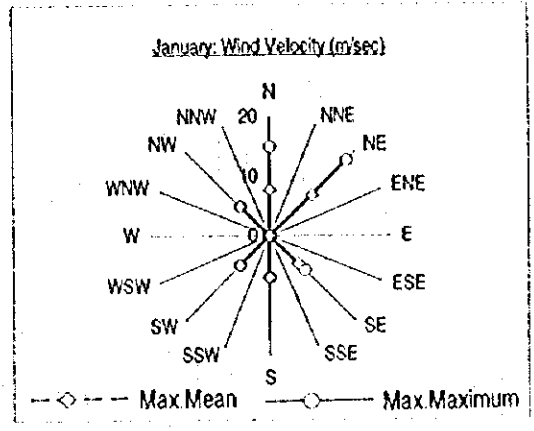 January: Wind Velocity (m/sec)
N
NNW 20 NNE
NW NE
10
WNW ENE
W 0 E
WSW ESE
SW SE
SSW SSE
S
Max.Mean Max.Maximum